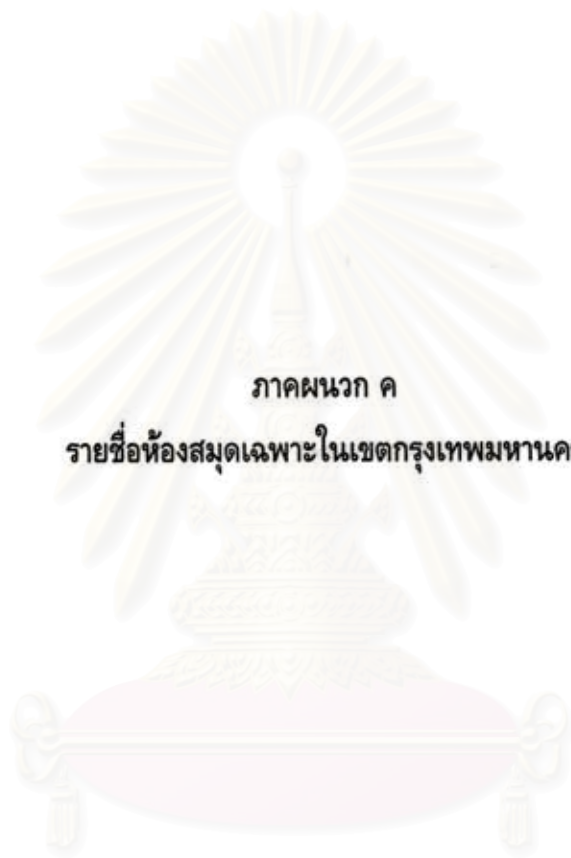 ภาคผนวก ค
รายชื่อห้องสมุดเฉพาะในเขตกรุงเทพมหานค